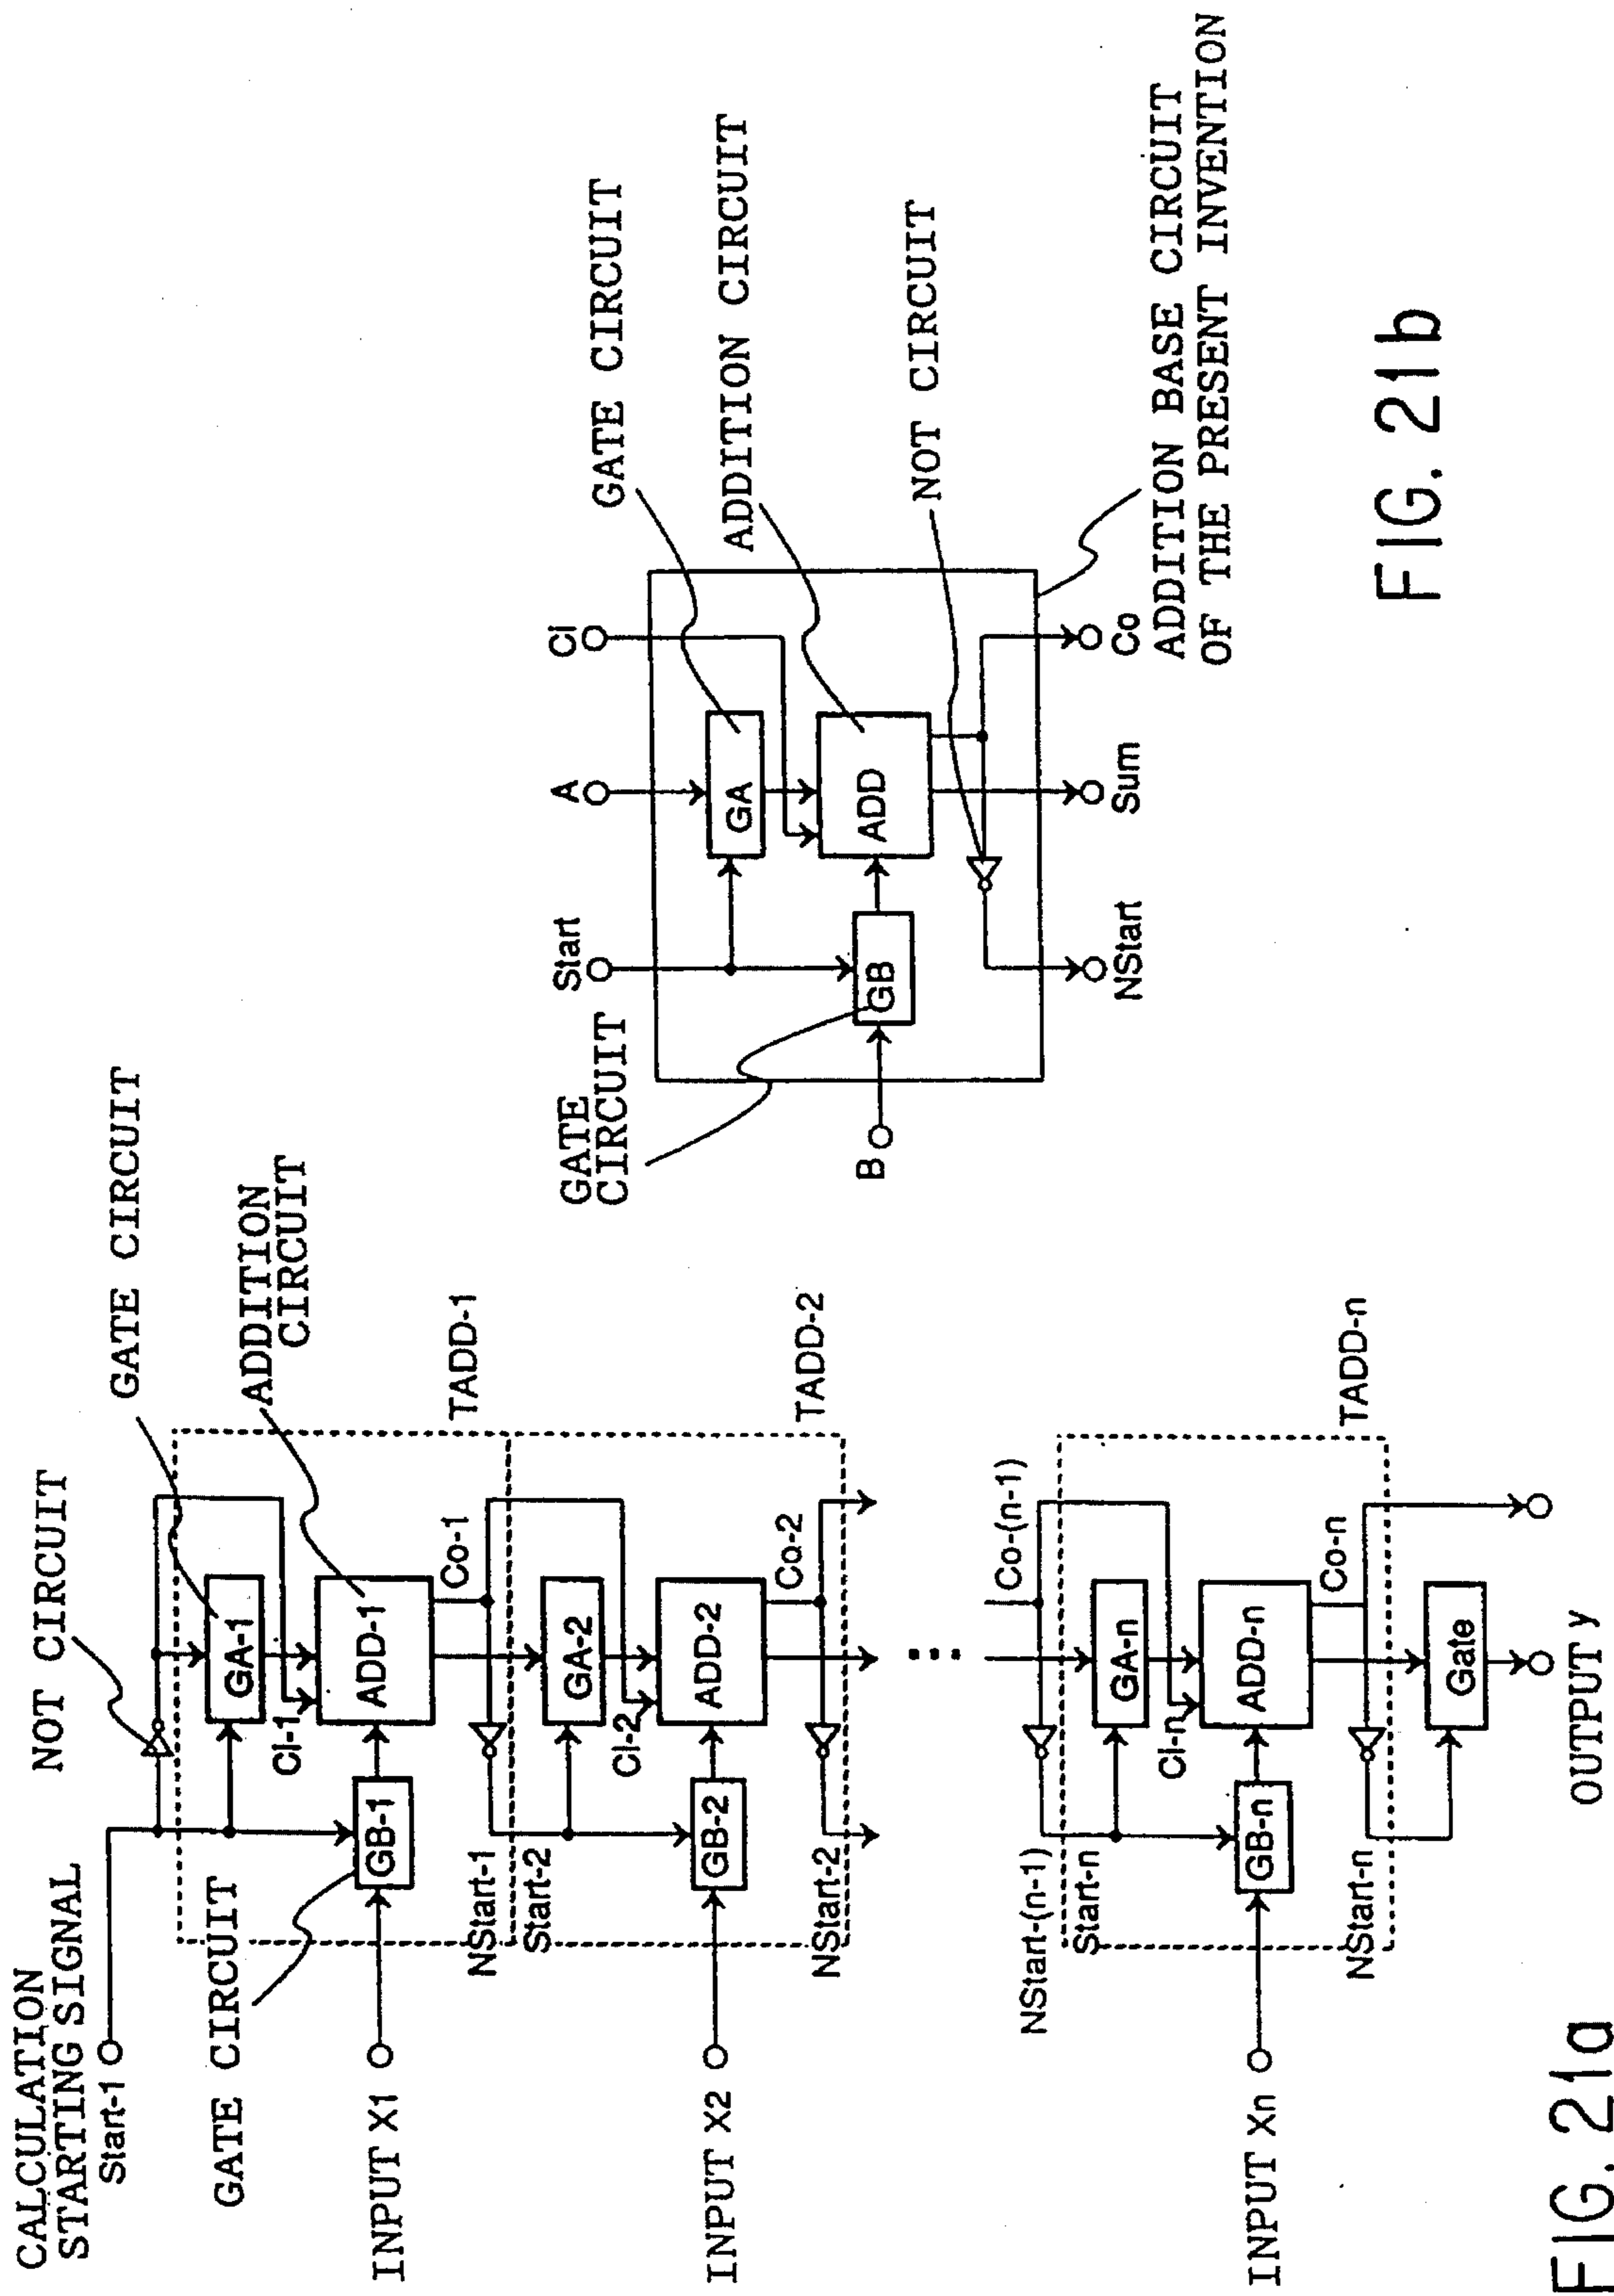 CALCULATION
STARTING SIGNAL
Start-1
NOT CIRCUIT
GATE CIRCUIT
GA-1
ADDITION
CIRCUIT
CI-1
ADD-1
GATE CIRCUIT
GB-1
INPUT X1
Co-1
TADD-1
NStart-1
Start-2
GA-2
CI-2
ADD-2
GB-2
INPUT X2
Co-2
TADD-2
NStart-2
NStart-(n-1)
Co-(n-1)
Start-n
GA-n
CI-n
ADD-n
GB-n
INPUT Xn
Co-n
TADD-n
NStart-n
Gate
OUTPUT y
FIG. 21a
Start
A
Ci
GATE CIRCUIT
GA
ADDITION CIRCUIT
ADD
GATE
CIRCUIT
GB
B
NOT CIRCUIT
NStart
Sum
Co
ADDITION BASE CIRCUIT
OF THE PRESENT INVENTION
FIG. 21b